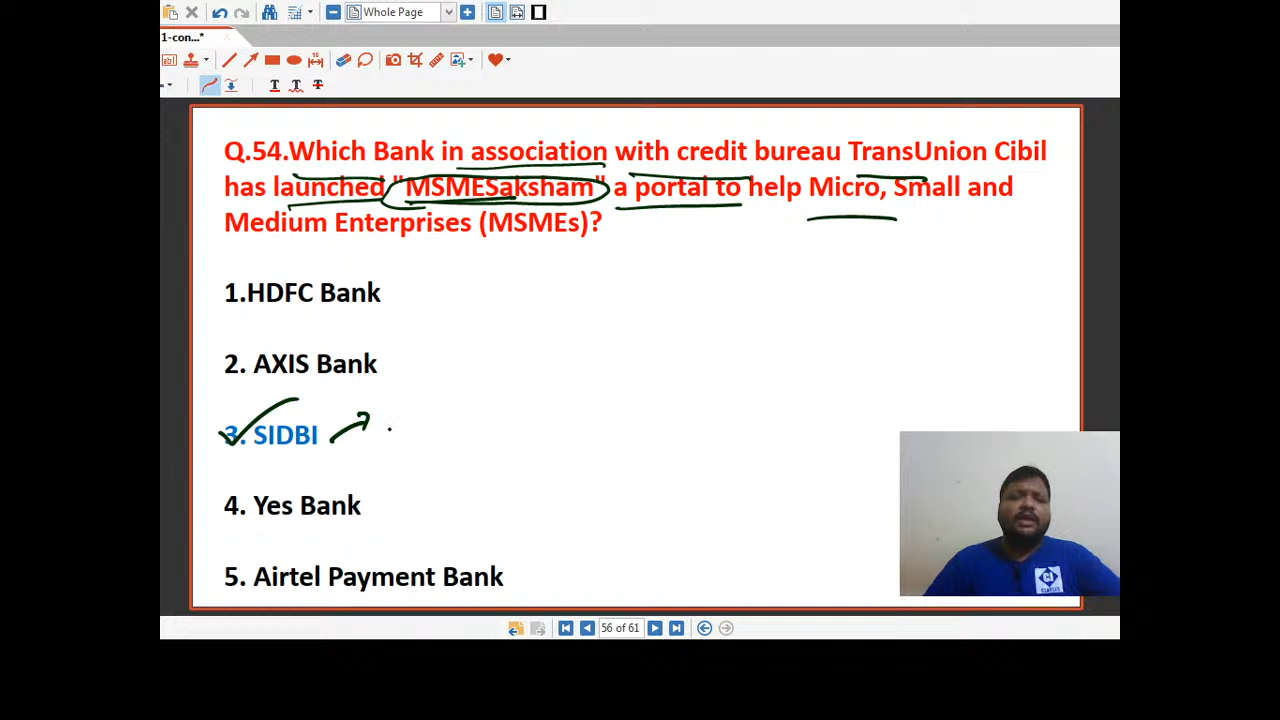 Whole Page
1-con...*
Q.54.Which Bank in association with credit bureau TransUnion Cibil
has launched "MSMESaksham" a portal to help Micro, Small and
Medium Enterprises (MSMEs)?
1.HDFC Bank
2. AXIS Bank
3. SIDBI
4. Yes Bank
5. Airtel Payment Bank
56 of 61